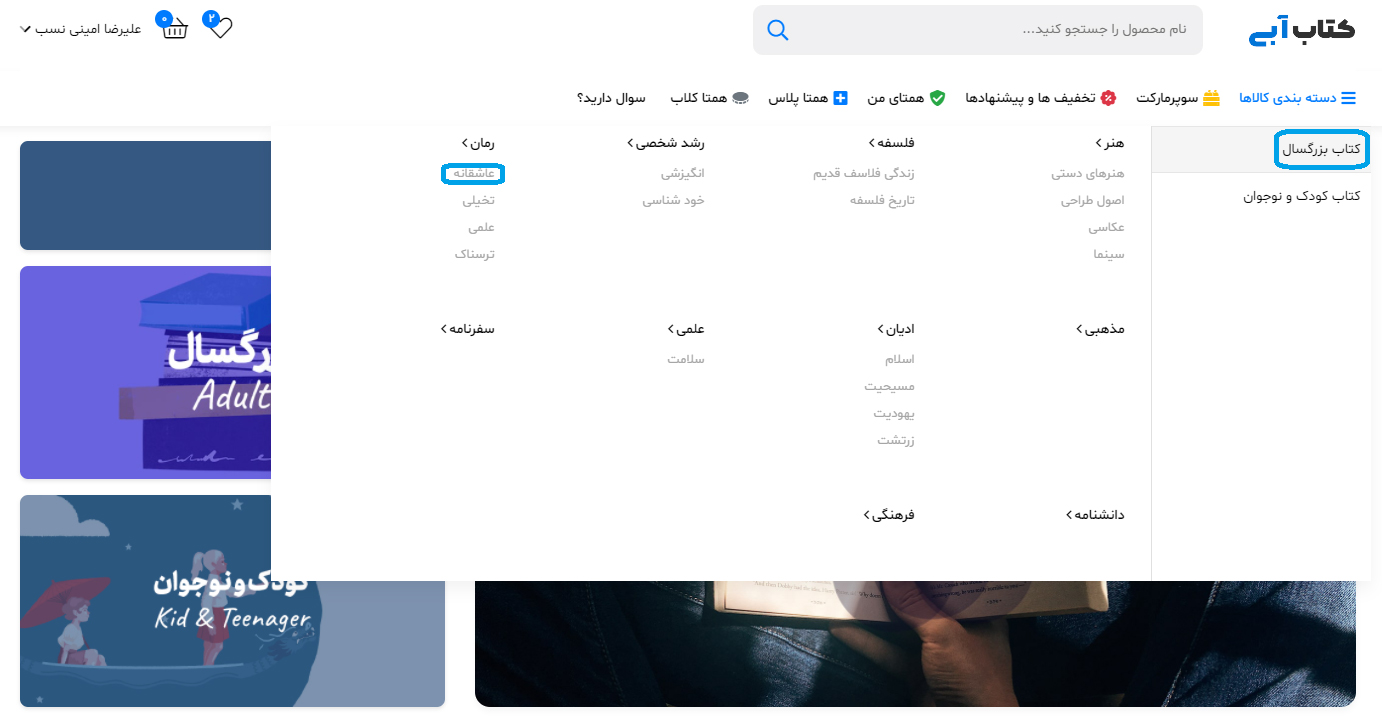 کتاب آبی
نام محصول را جستجو کنید...
۲
۰
علیرضا امینی نسب
دسته بندی کالاها
سوپرمارکت
تخفیف ها و پیشنهادها
همتای من
همتا پلاس
همتا کلاب
سوال دارید؟
کتاب بزرگسال
کتاب کودک و نوجوان
هنر
هنرهای دستی
اصول طراحی
عکاسی
سینما
فلسفه
زندگی فلاسف قدیم
تاریخ فلسفه
رشد شخصی
انگیزشی
خود شناسی
رمان
عاشقانه
تخیلی
علمی
ترسناک
مذهبی
ادیان
اسلام
مسیحیت
یهودیت
زرتشت
علمی
سلامت
سفرنامه
دانشنامه
فرهنگی
رگسال
Adult
کودک و نوجوان
Kid & Teenager